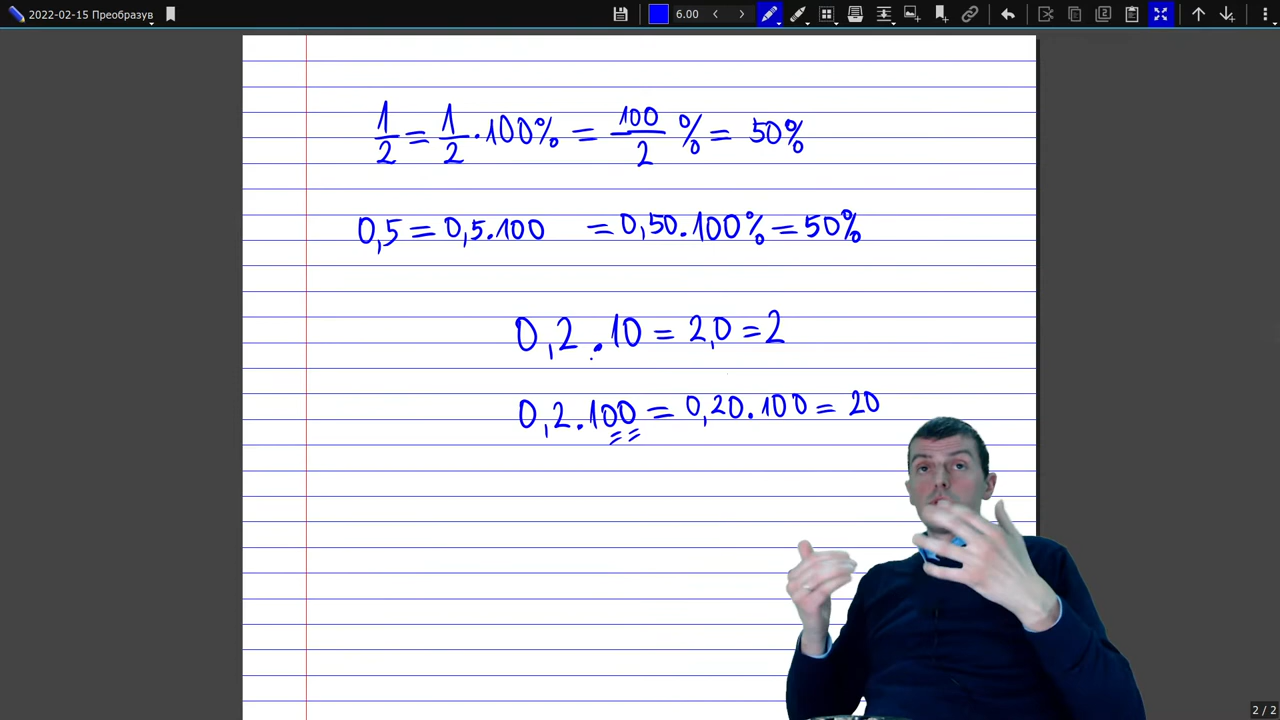 2022-02-15 Преобразув
6.00
1/2 = 1/2 · 100% = 100/2 % = 50%
0,5 = 0,5.100 = 0,50.100% = 50%
0,2 . 10 = 2,0 = 2
0,2.100 = 0,20.100 = 20
2 / 2